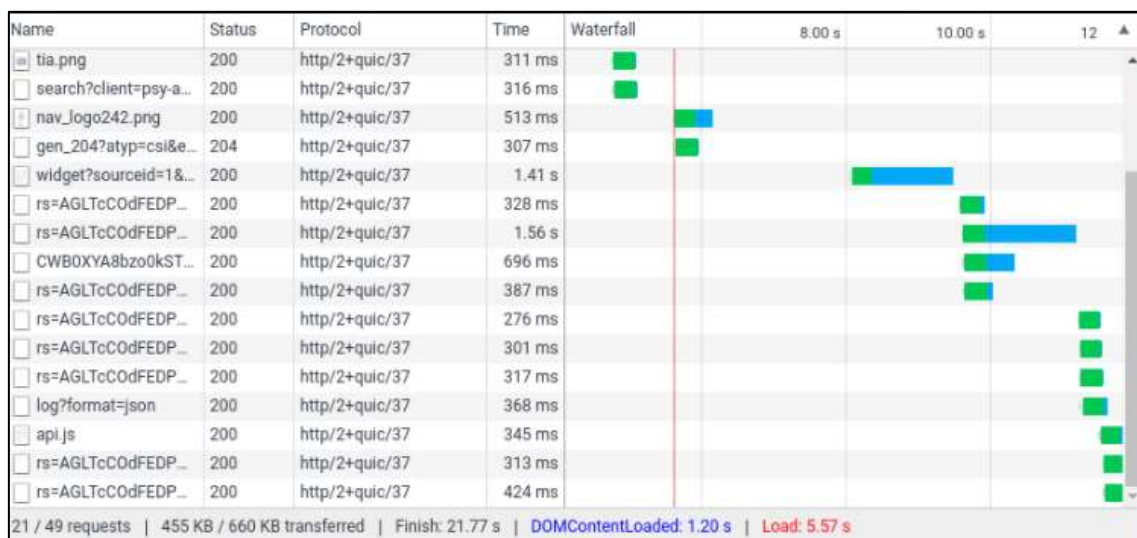 Name Status Protocol Time Waterfall 8.00 s 10.00 s 12
tia.png 200 http/2+quic/37 311 ms
search?client=psy-a... 200 http/2+quic/37 316 ms
nav_logo242.png 200 http/2+quic/37 513 ms
gen_204?atyp=csi&e... 204 http/2+quic/37 307 ms
widget?sourceid=1&... 200 http/2+quic/37 1.41 s
rs=AGLTcCOdFEDP... 200 http/2+quic/37 328 ms
rs=AGLTcCOdFEDP... 200 http/2+quic/37 1.56 s
CWB0XYA8bzo0kST... 200 http/2+quic/37 696 ms
rs=AGLTcCOdFEDP... 200 http/2+quic/37 387 ms
rs=AGLTcCOdFEDP... 200 http/2+quic/37 276 ms
rs=AGLTcCOdFEDP... 200 http/2+quic/37 301 ms
rs=AGLTcCOdFEDP... 200 http/2+quic/37 317 ms
log?format=json 200 http/2+quic/37 368 ms
api.js 200 http/2+quic/37 345 ms
rs=AGLTcCOdFEDP... 200 http/2+quic/37 313 ms
rs=AGLTcCOdFEDP... 200 http/2+quic/37 424 ms
21 / 49 requests | 455 KB / 660 KB transferred | Finish: 21.77 s | DOMContentLoaded: 1.20 s | Load: 5.57 s